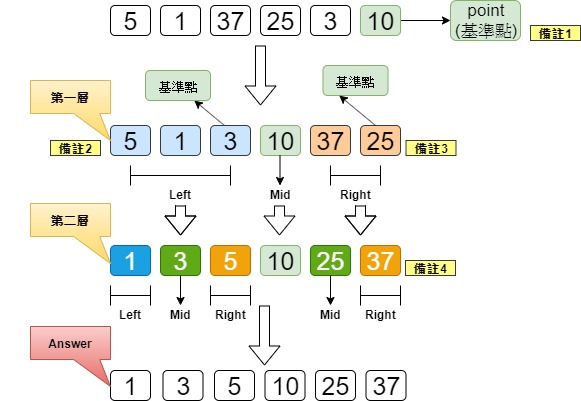 5 1 37 25 3 10
point
(基準點)
備註1
基準點
基準點
第一層
備註2
5 1 3 10 37 25
備註3
Left
Mid
Right
第二層
1 3 5 10 25 37
備註4
Left
Mid
Right
Mid
Right
Answer
1 3 5 10 25 37